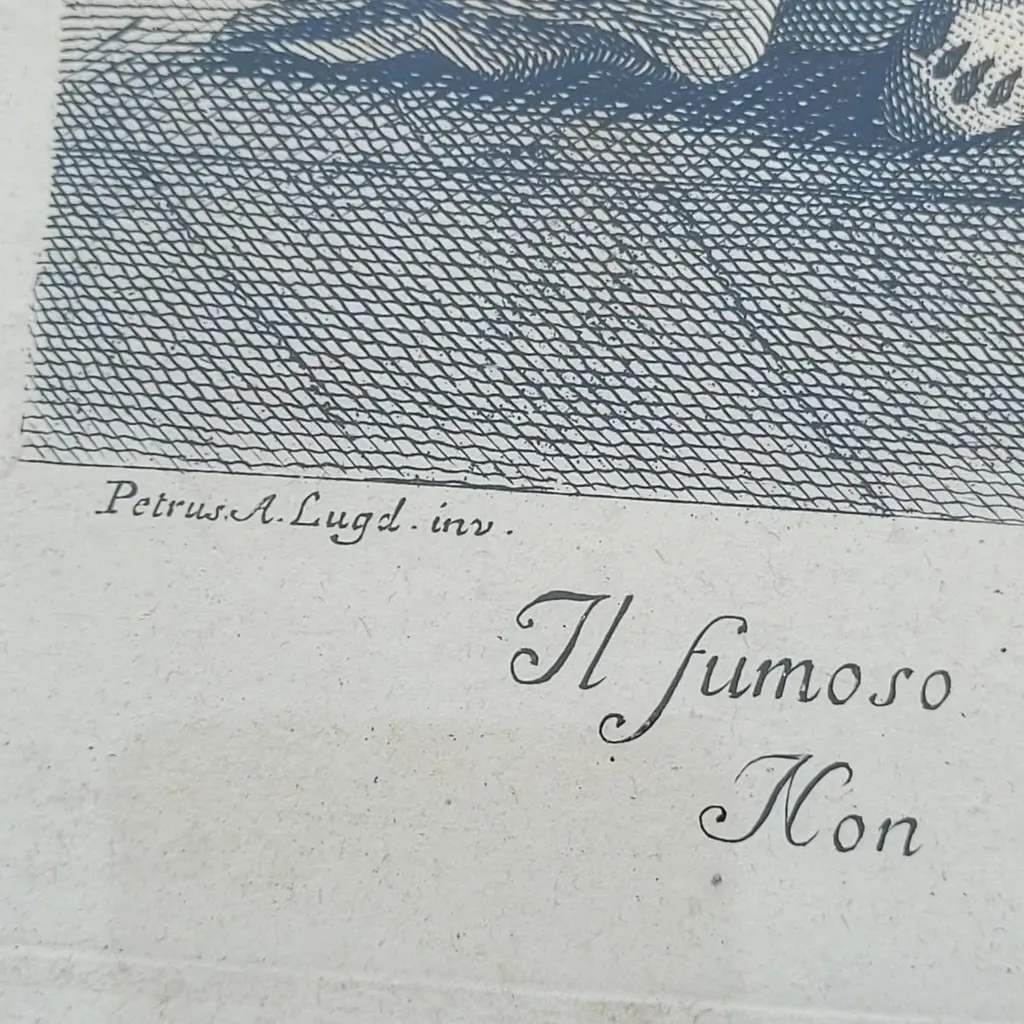 Petrus. A. Lugd. inv.
Il fumoso
Non